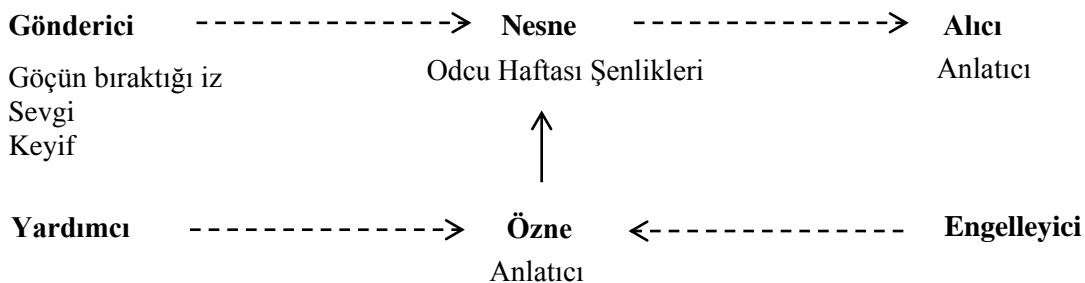 Gönderici Nesne Alıcı
Göçün bıraktığı iz Odcu Haftası Şenlikleri Anlatıcı
Sevgi
Keyif
Yardımcı Özne Engelleyici
Anlatıcı